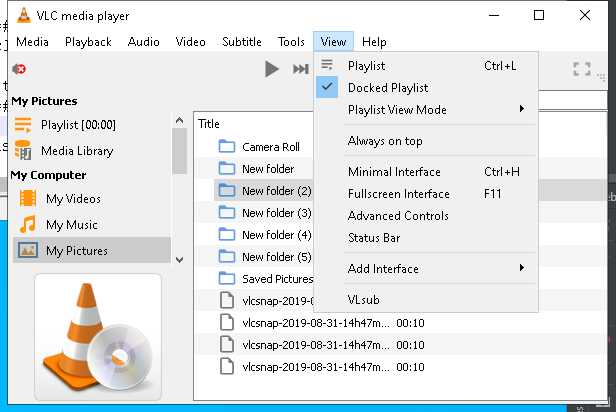 VLC media player
Media Playback Audio Video Subtitle Tools View Help
Playlist Ctrl+L
Docked Playlist
Playlist View Mode
Always on top
Minimal Interface Ctrl+H
Fullscreen Interface F11
Advanced Controls
Status Bar
Add Interface
VLsub
My Pictures
Playlist [00:00]
Media Library
My Computer
My Videos
My Music
My Pictures
Title
Camera Roll
New folder
New folder (2)
New folder (3)
New folder (4)
New folder (5)
Saved Pictures
vlcsnap-2019-0
vlcsnap-2019-08-31-14h47m... 00:10
vlcsnap-2019-08-31-14h47m... 00:10
vlcsnap-2019-08-31-14h47m... 00:10